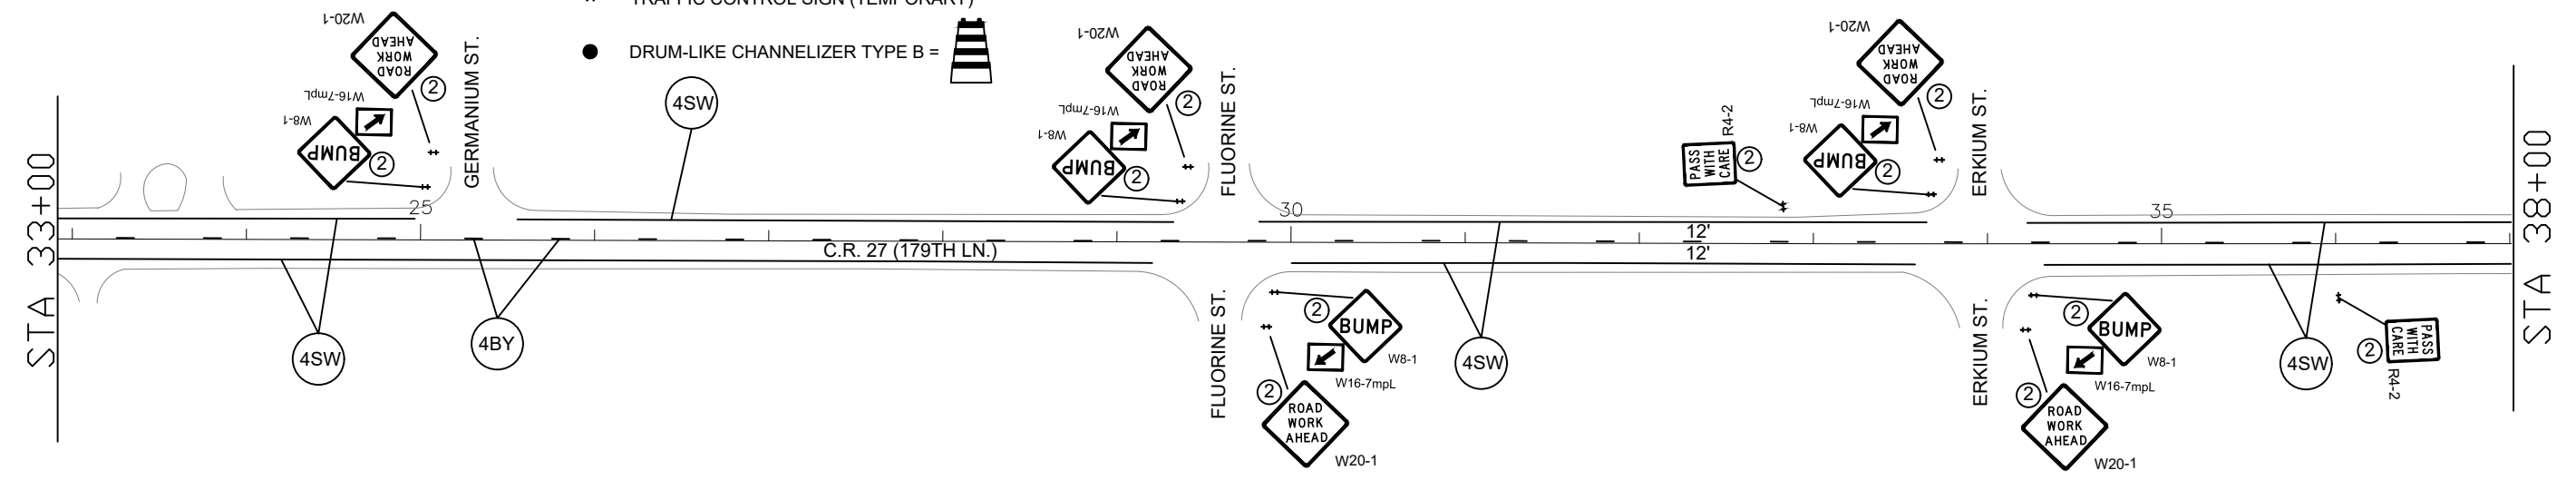 TRAFFIC CONTROL SIGN (TEMPORARY)
DRUM-LIKE CHANNELIZER TYPE B =
W20-1
ROAD
WORK
AHEAD
2
W16-7mpL
W8-1
BUMP
2
GERMANIUM ST.
4SW
W20-1
ROAD
WORK
AHEAD
2
W16-7mpL
W8-1
BUMP
2
FLUORINE ST.
R4-2
PASS
WITH
CARE
2
W20-1
ROAD
WORK
AHEAD
2
W16-7mpL
W8-1
BUMP
2
ERKIUM ST.
STA 33+00
25
30
35
STA 38+00
C.R. 27 (179TH LN.)
12'
12'
4SW
4BY
FLUORINE ST.
2
BUMP
W8-1
W16-7mpL
2
ROAD
WORK
AHEAD
W20-1
4SW
ERKIUM ST.
2
BUMP
W8-1
W16-7mpL
2
ROAD
WORK
AHEAD
W20-1
4SW
2
PASS
WITH
CARE
R4-2